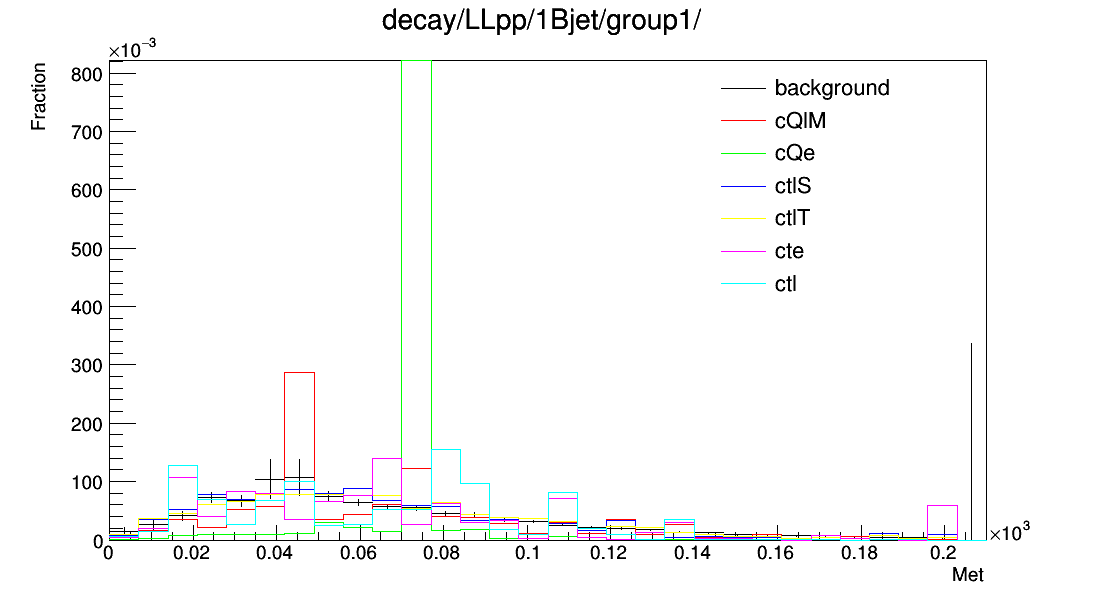 decay/LLpp/1Bjet/group1/
×10⁻³
Fraction
800
700
600
500
400
300
200
100
0
background
cQlM
cQe
ctlS
ctlT
cte
ctl
0 0.02 0.04 0.06 0.08 0.1 0.12 0.14 0.16 0.18 0.2
×10³
Met